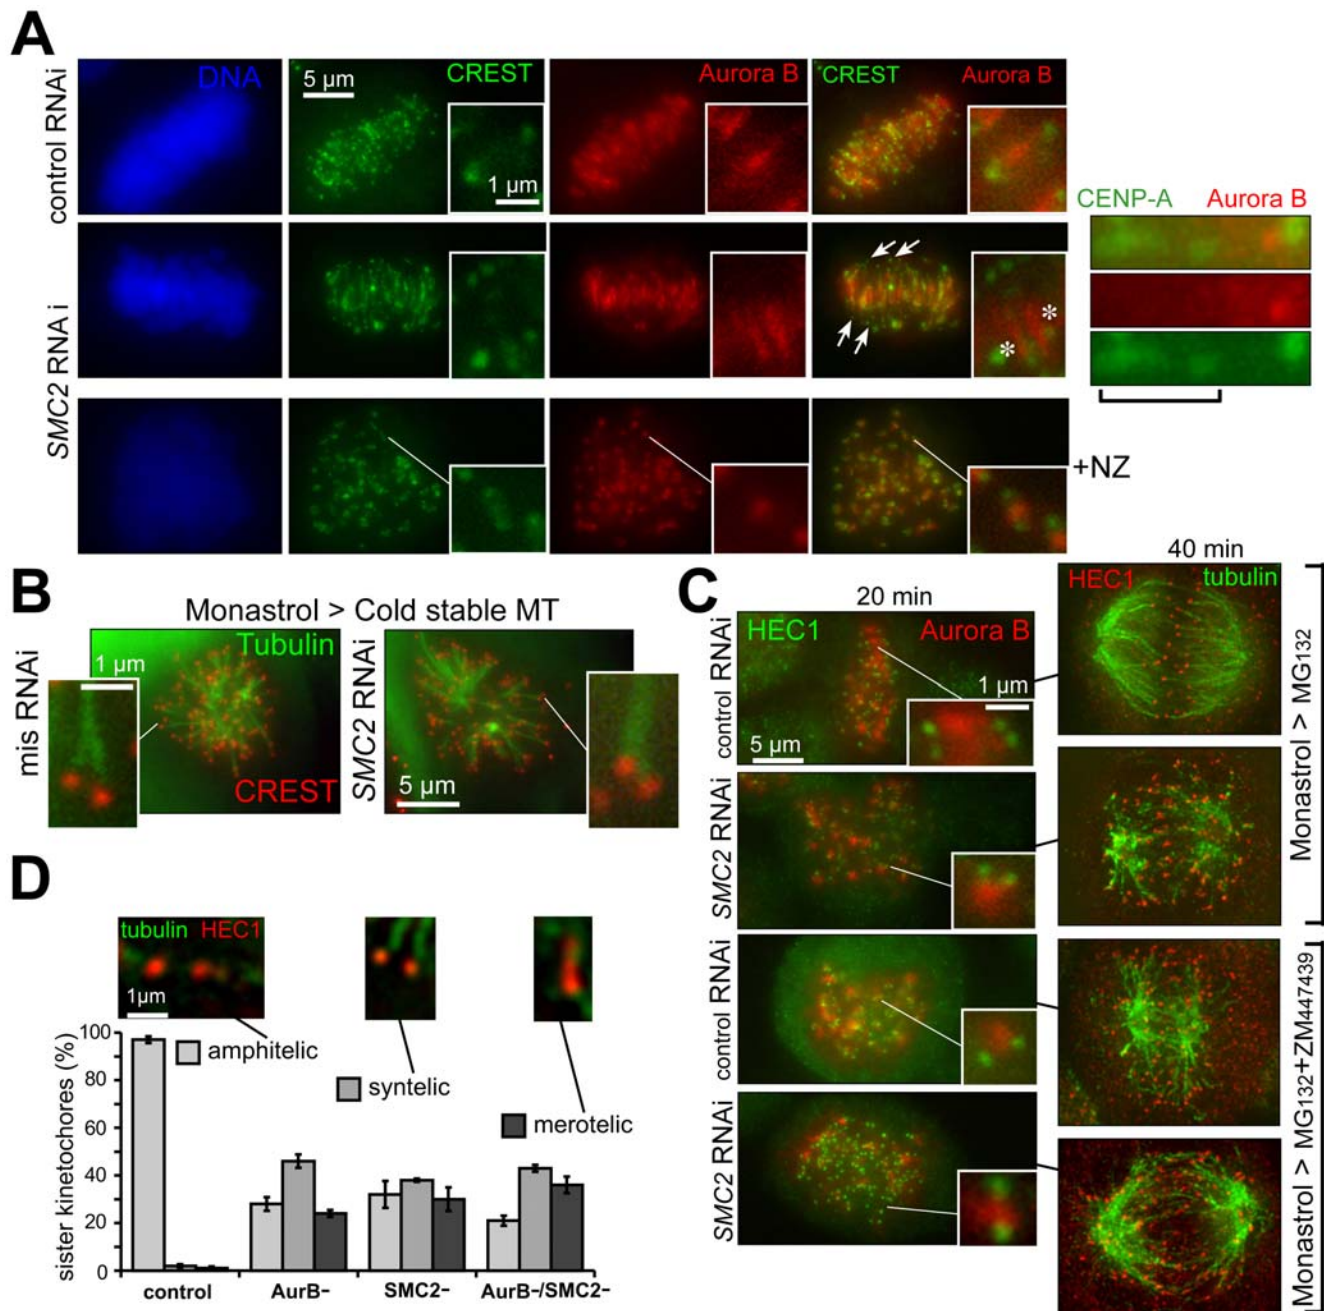 A
control RNAi
DNA
CREST
5 µm
1 µm
Aurora B
CREST Aurora B
CENP-A Aurora B
SMC2 RNA i
* *
+NZ
B
Monastrol > Cold stable MT
mis RNAi
1 µm
Tubulin
CREST
SMC2 RNAi
5 µm
1 µm
C
20 min
40 min
control RNAi
HEC1 Aurora B
1 µm
5 µm
HEC1 tubulin
SMC2 RNAi
Monastrol > MG132
control RNAi
SMC2 RNAi
Monastrol > MG132+ZM447439
D
tubulin HEC1
1µm
sister kinetochores (%)
100
80
60
40
20
0
amphitelic
syntelic
merotelic
control AurB- SMC2- AurB-/SMC2-